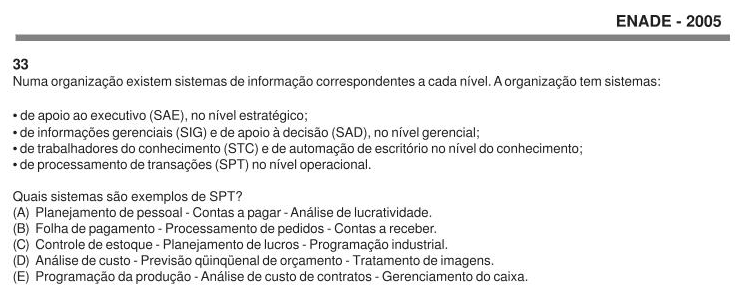 ENADE - 2005
33
Numa organização existem sistemas de informação correspondentes a cada nível. A organização tem sistemas:
• de apoio ao executivo (SAE), no nível estratégico;
• de informações gerenciais (SIG) e de apoio à decisão (SAD), no nível gerencial;
• de trabalhadores do conhecimento (STC) e de automação de escritório no nível do conhecimento;
• de processamento de transações (SPT) no nível operacional.
Quais sistemas são exemplos de SPT?
(A) Planejamento de pessoal - Contas a pagar - Análise de lucratividade.
(B) Folha de pagamento - Processamento de pedidos - Contas a receber.
(C) Controle de estoque - Planejamento de lucros - Programação industrial.
(D) Análise de custo - Previsão qüinqüenal de orçamento - Tratamento de imagens.
(E) Programação da produção - Análise de custo de contratos - Gerenciamento do caixa.